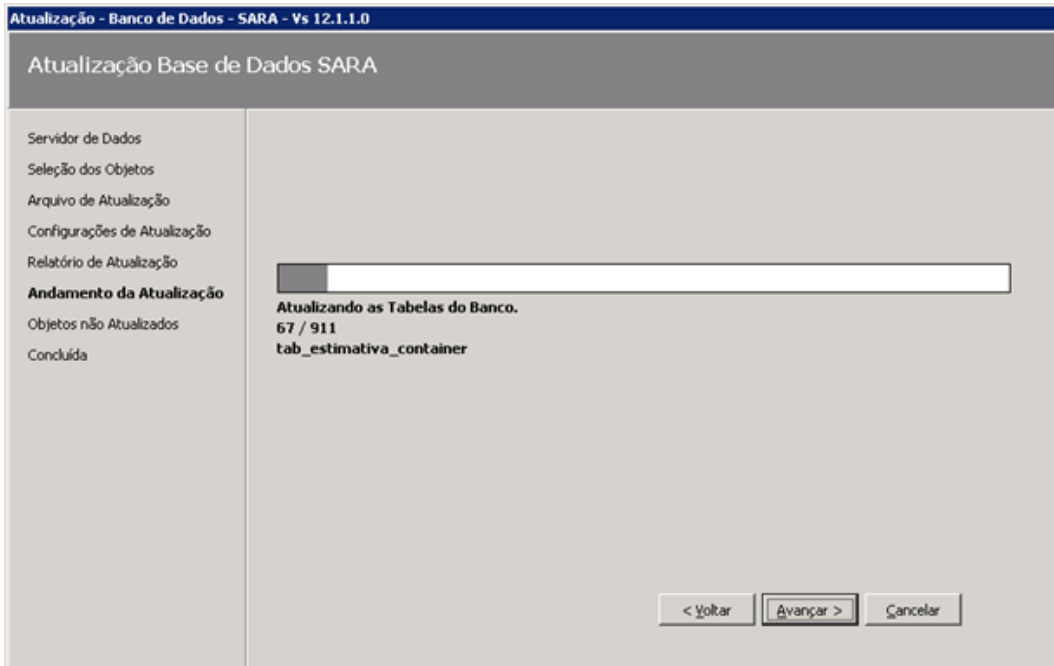 Atualização - Banco de Dados - SARA - Vs 12.1.1.0
Atualização Base de Dados SARA
Servidor de Dados
Seleção dos Objetos
Arquivo de Atualização
Configurações de Atualização
Relatório de Atualização
Andamento da Atualização
Objetos não Atualizados
Concluída
Atualizando as Tabelas do Banco.
67 / 911
tab_estimativa_container
< Voltar
Avançar >
Cancelar